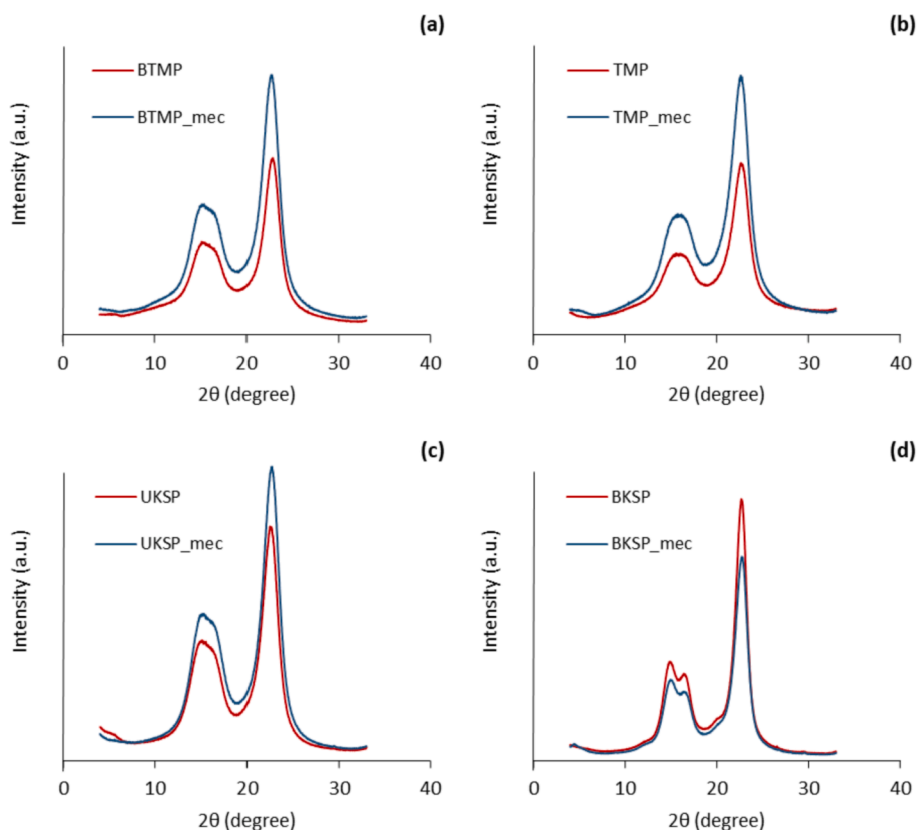 (a)
BTMP
BTMP_mec
Intensity (a.u.)
0 10 20 30 40
2θ (degree)
(b)
TMP
TMP_mec
Intensity (a.u.)
0 10 20 30 40
2θ (degree)
(c)
UKSP
UKSP_mec
Intensity (a.u.)
0 10 20 30 40
2θ (degree)
(d)
BKSP
BKSP_mec
Intensity (a.u.)
0 10 20 30 40
2θ (degree)